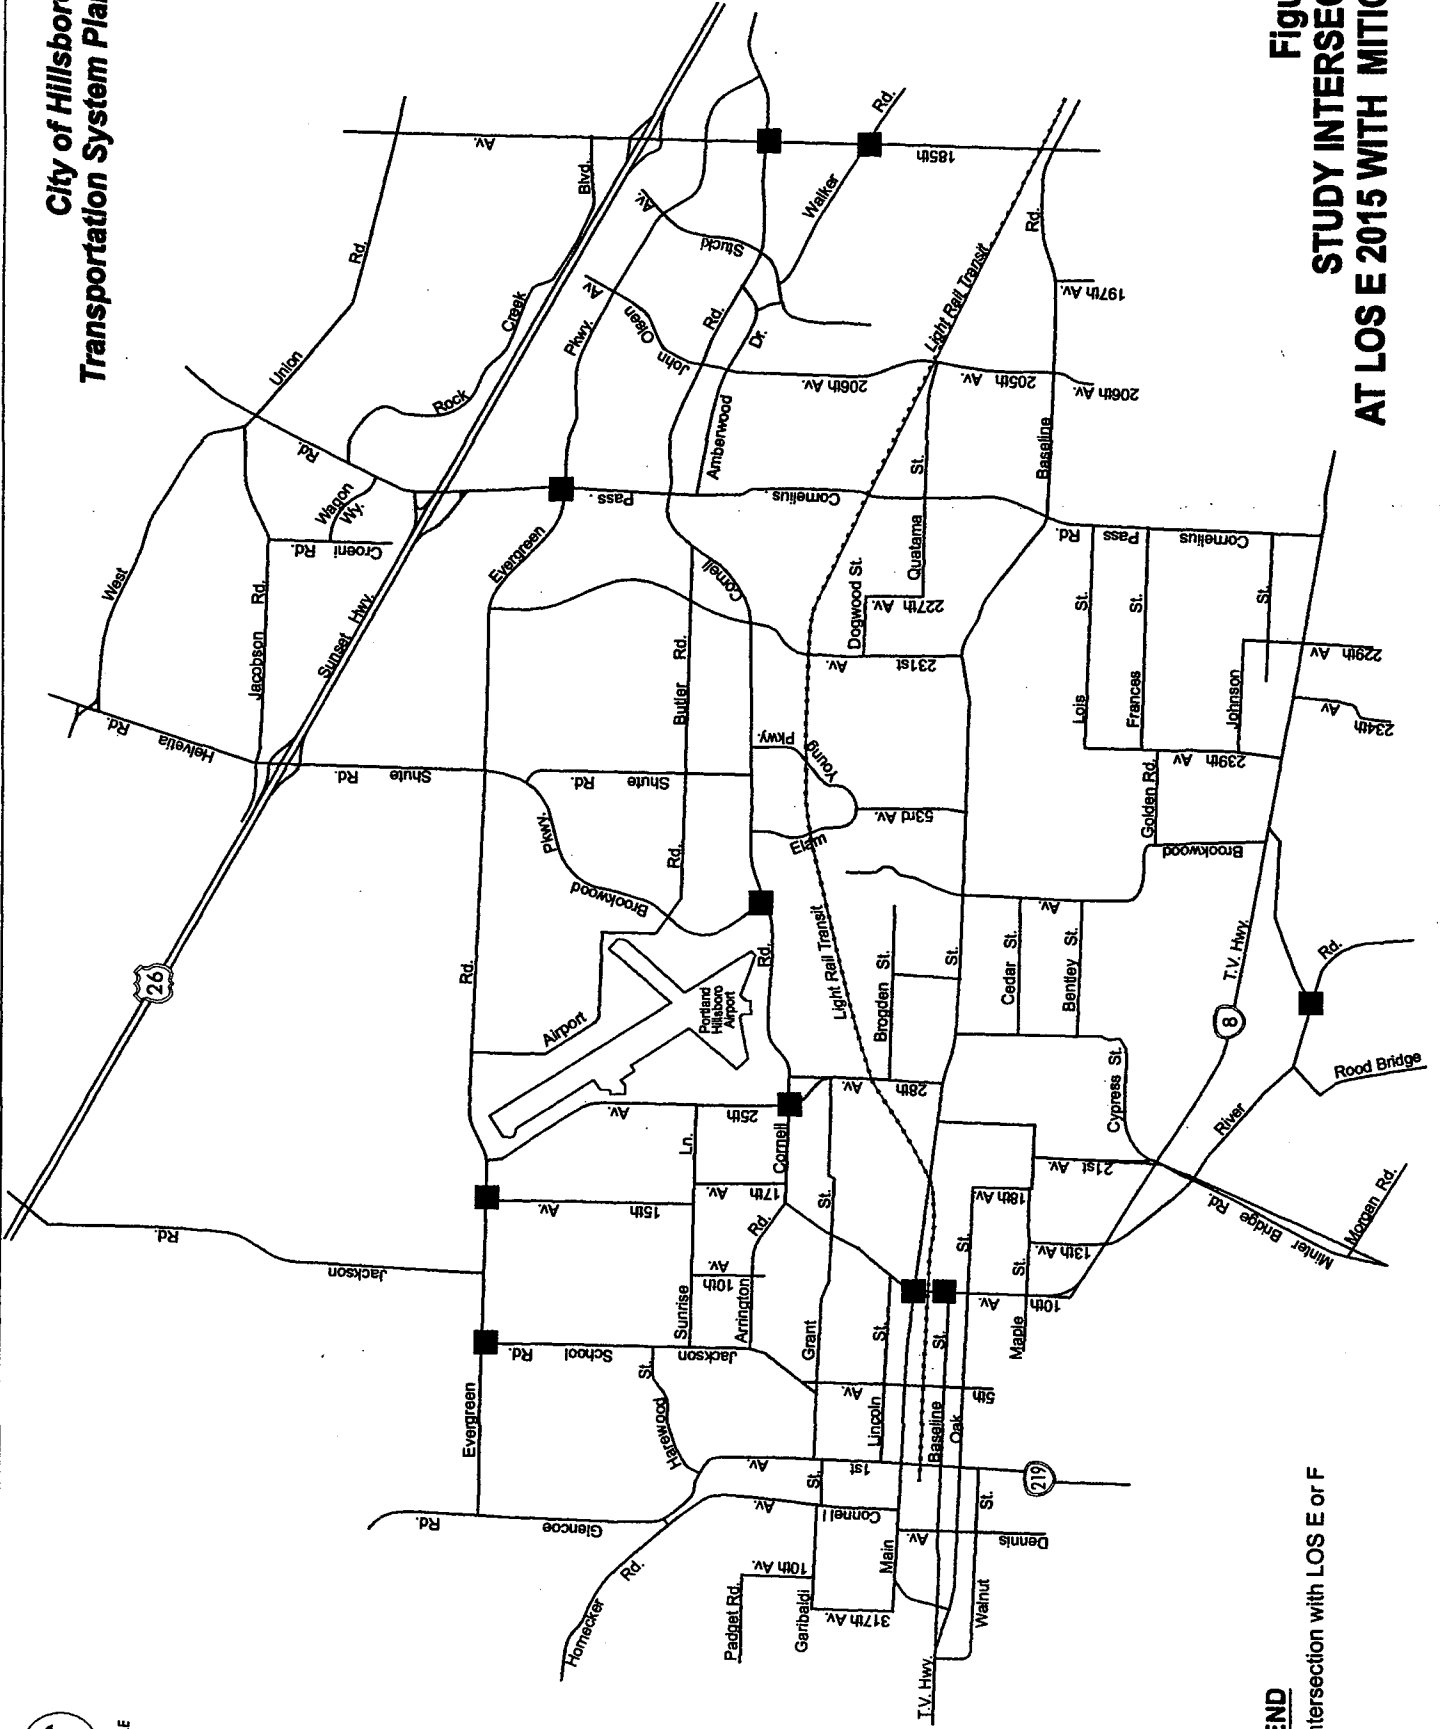 City of Hillsbor
Transportation System Pla
Figu
STUDY INTERSEC
AT LOS E 2015 WITH MITIG
Av.
Rd.
Blvd.
Rd.
185th
Walker
Av.
Stucki
Rd.
Creek
Av
Olsen
John
Pkwy.
Rd.
Dr.
Light Rail Transit
Rd.
197th Av.
Union
Rock
Rd.
206th Av.
Av.
205th
206th Av.
Amberwood
St.
Baseline
Wagon
Wy.
Pass
Cornelius
West
Croeni Rd.
Evergreen
Cornell
Quatama
Dogwood St.
227th Av.
Rd.
Pass
Cornelius
St.
St.
St.
Jacobson Rd.
Sunset Hwy.
Butler Rd.
231st
Av.
Lois
Frances
Johnson
229th Av
234th
Av
Helvetia
Rd.
Shute
Rd.
Shute
Rd.
Pkwy.
Young
53rd Av.
Elam
239th Av
Golden Rd.
Brookwood
Pkwy.
Brookwood
Rd.
26
Rd.
Airport
Portland
Hillsboro
Airport
Rd.
Light Rail Transit
Brogden St.
St.
Cedar St.
Bentley St.
Av.
T.V. Hwy.
8
Rd.
Rood Bridge
25th
Av.
28th
Av.
Cypress St.
River
21st Av.
Ln.
Cornell
17th
Av.
15th
Av.
St.
18th Av.
Rd.
Jackson
Rd.
10th
Av.
St.
13th Av.
Minter Bridge Rd.
Morgan Rd.
Sunrise
Arrington
Grant
St.
St.
10th
Av.
St.
Maple
School
Rd.
Jackson
St.
Harewood
Evergreen
5th
Av.
Lincoln
Baseline
Oak
1st
Av.
St.
219
Glencoe
Rd.
Connell
Av.
St.
Dennis
Av.
Homecker
Rd.
Padget Rd.
10th Av.
Garibaldi
317th Av.
Main
Walnut
T.V. Hwy.
END
ntersection with LOS E or F
LE